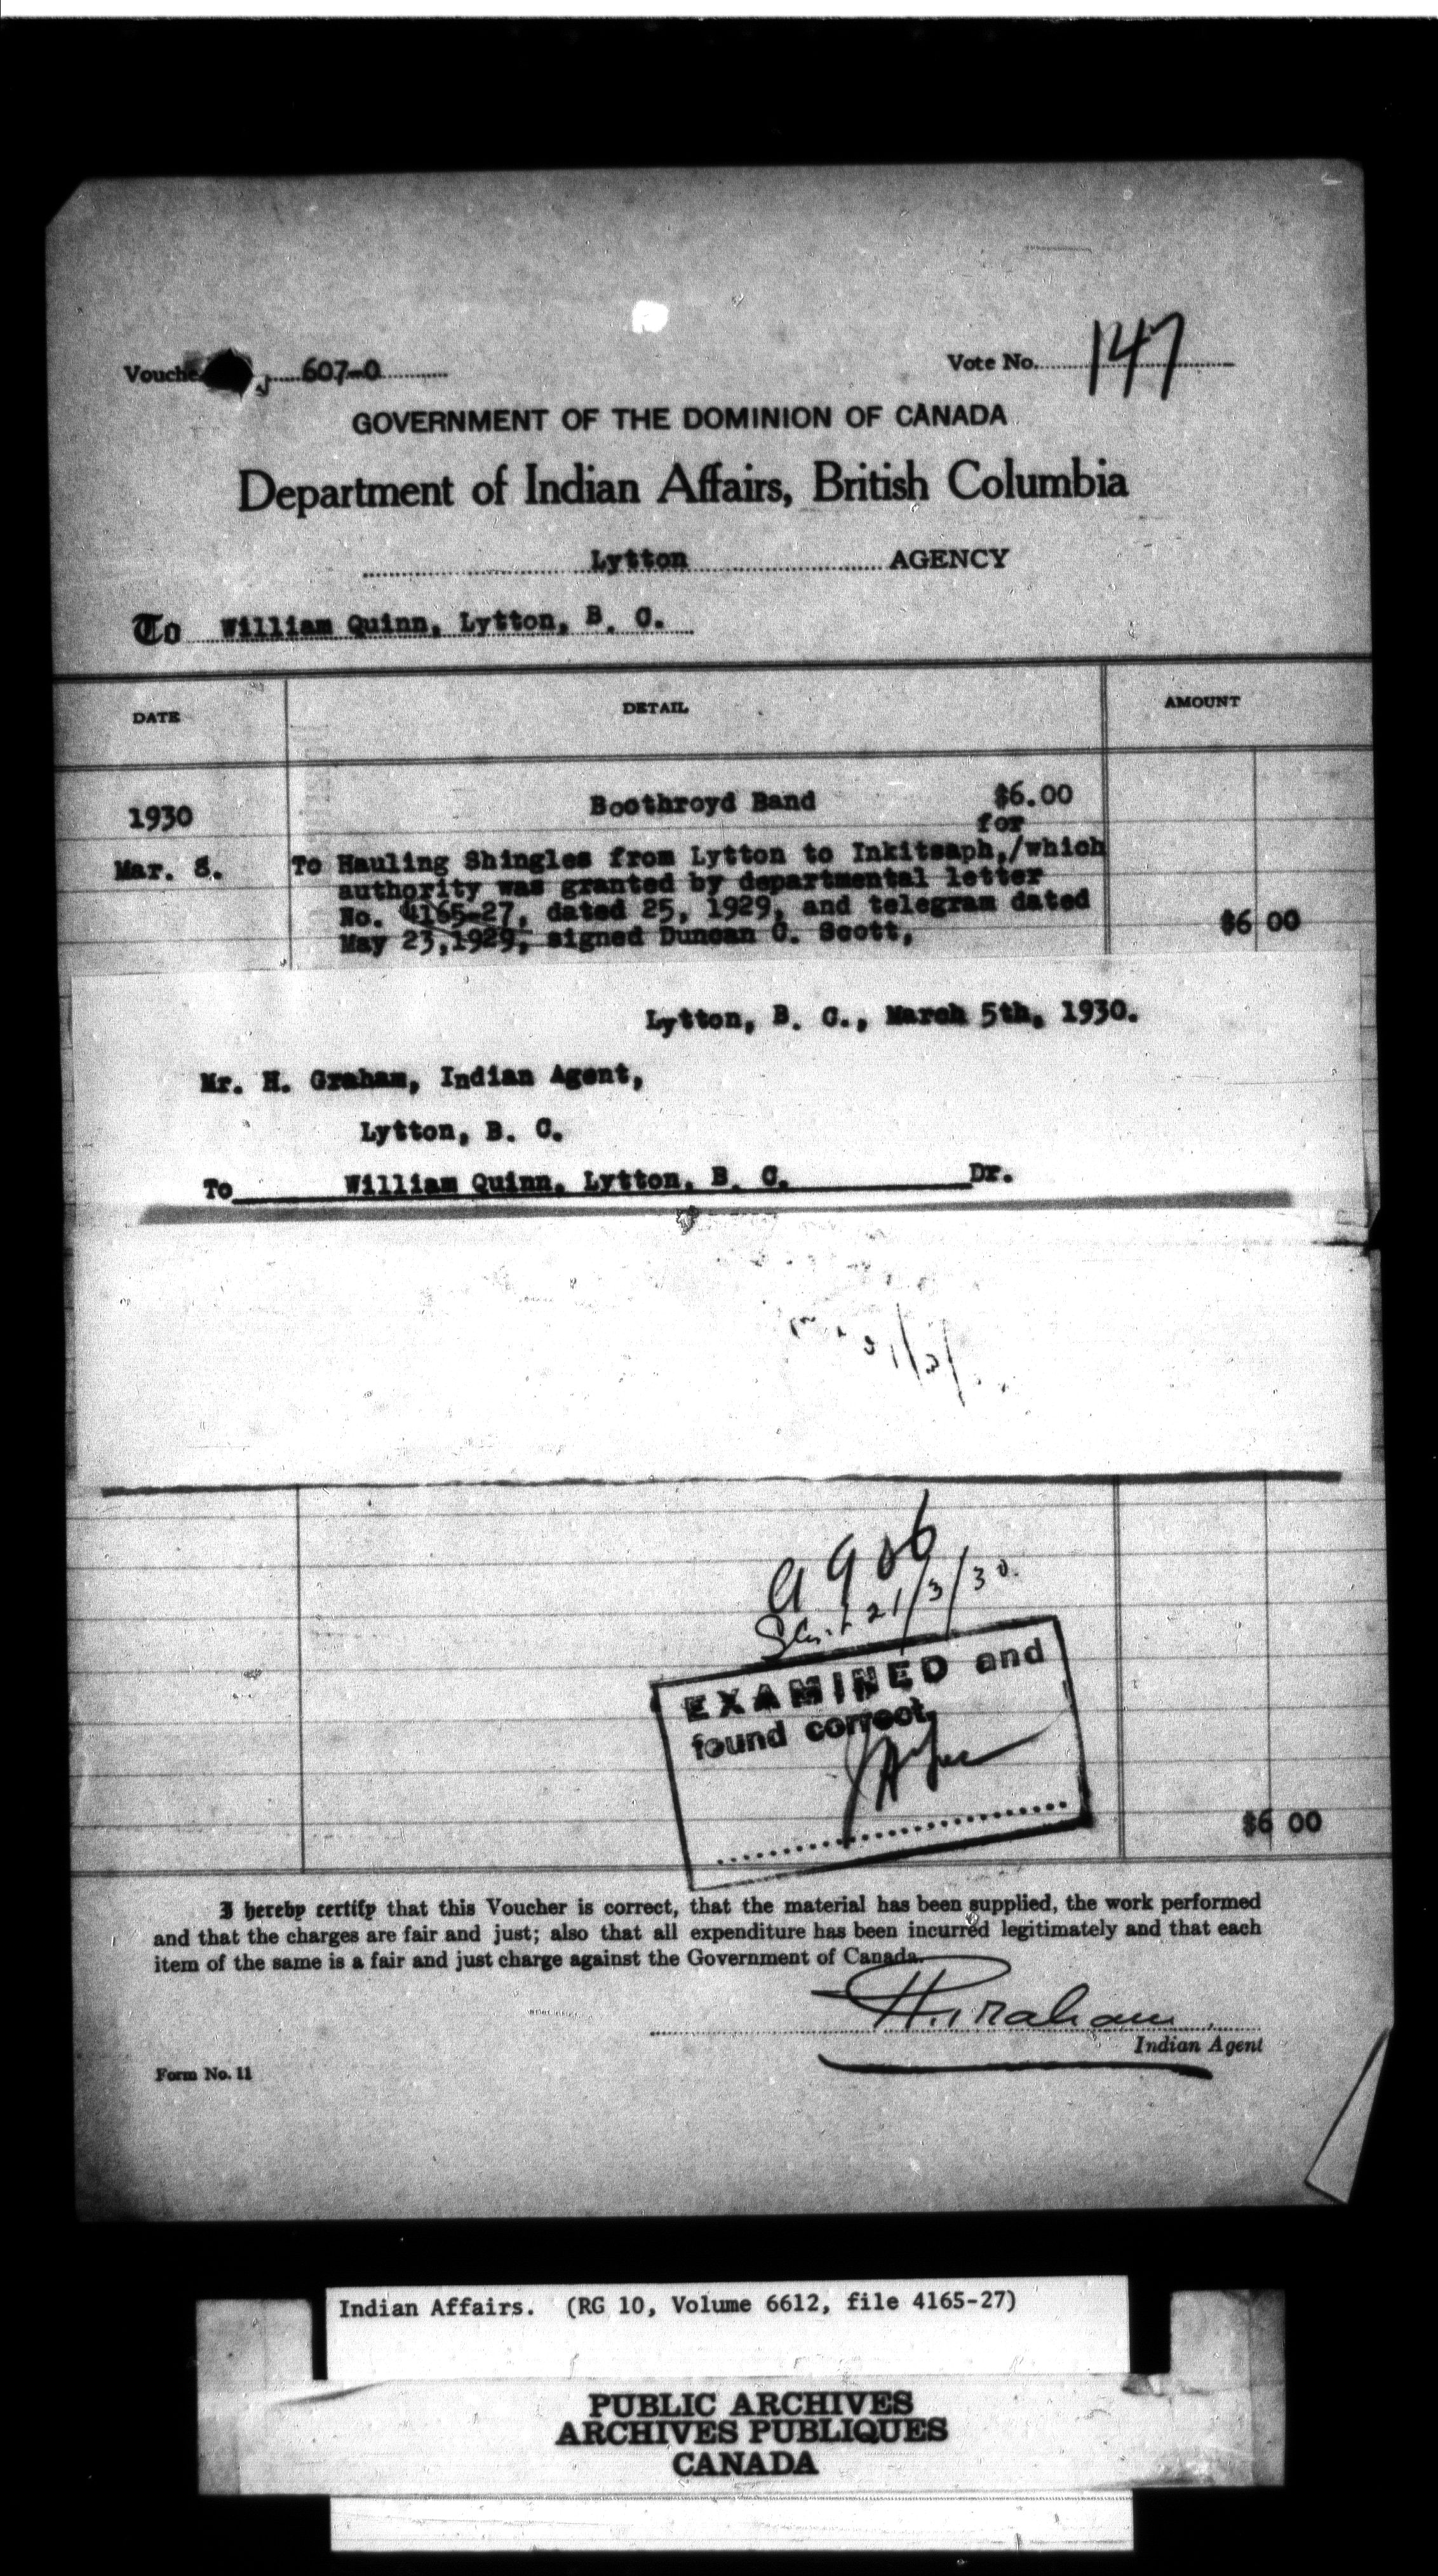 607-0
Vote No. 147
GOVERNMENT OF THE DOMINION OF CANADA
Department of Indian Affairs, British Columbia
Lytton AGENCY
To William Quinn, Lytton, B. C.
DATE DETAIL AMOUNT
1930 Boothroyd Band $6.00
for
Mar. 8. To Hauling Shingles from Lytton to Inkitsaph,/which
authority was granted by departmental letter
No. 4165-27, dated 25, 1929, and telegram dated
May 23,1929, signed Duncan C. Scott, $6 00
Lytton, B. C., March 5th, 1930.
Mr. H. Graham, Indian Agent,
Lytton, B. C.
To William Quinn, Lytton, B. C. Dr.
a 906
21/3/30.
EXAMINED and
found correct,
$6 00
I hereby certify that this Voucher is correct, that the material has been supplied, the work performed
and that the charges are fair and just; also that all expenditure has been incurred legitimately and that each
item of the same is a fair and just charge against the Government of Canada.
H. Graham
Indian Agent
Form No. 11
Indian Affairs. (RG 10, Volume 6612, file 4165-27)
PUBLIC ARCHIVES
ARCHIVES PUBLIQUES
CANADA